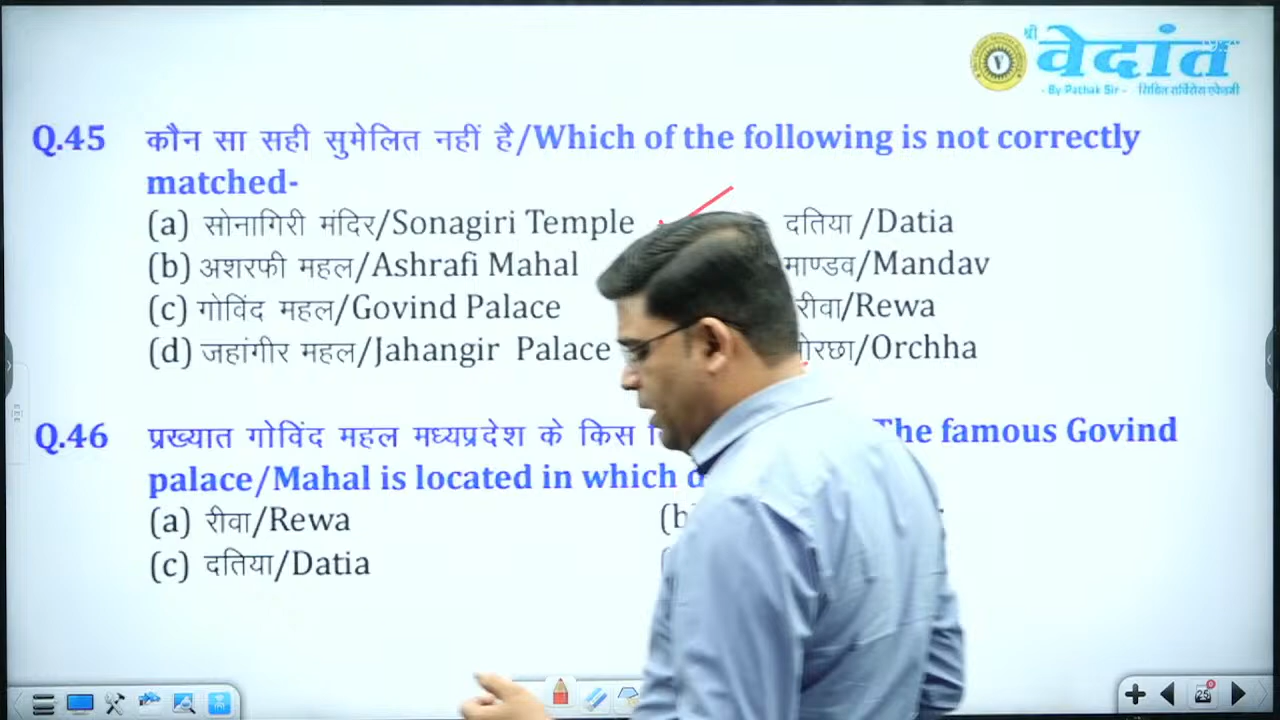 श्री
वेदांत
- By Pathak Sir - सिविल सर्विसेस एकेडमी
V
Q.45 कौन सा सही सुमेलित नहीं है/Which of the following is not correctly
matched-
(a) सोनागिरी मंदिर/Sonagiri Temple दतिया /Datia
(b) अशरफी महल/Ashrafi Mahal माण्डव/Mandav
(c) गोविंद महल/Govind Palace रीवा/Rewa
(d) जहांगीर महल/Jahangir Palace /Orchha
Q.46 प्रख्यात गोविंद महल मध्यप्रदेश के किस The famous Govind
palace/Mahal is located in which
(a) रीवा/Rewa (b)
(c) दतिया/Datia
25